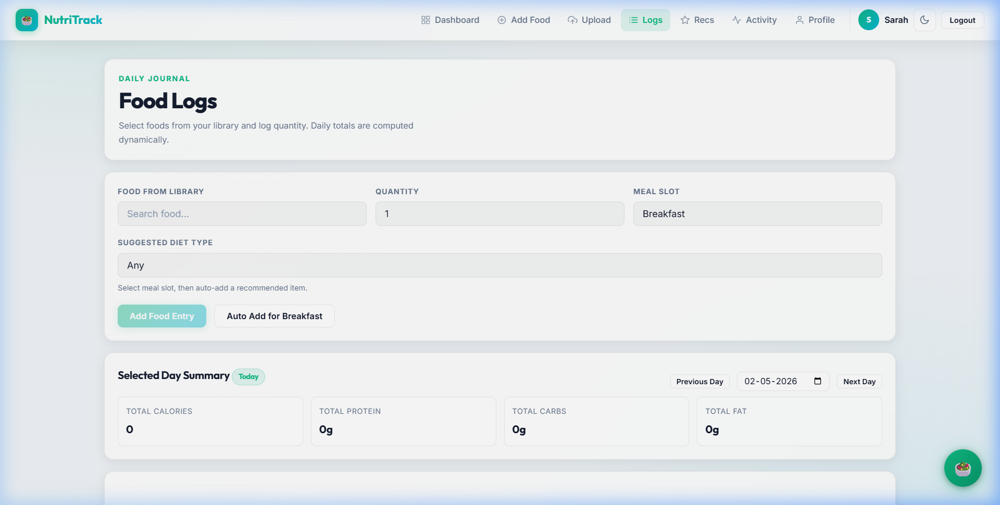 NutriTrack
Dashboard
Add Food
Upload
Logs
Recs
Activity
Profile
S
Sarah
Logout
DAILY JOURNAL
Food Logs
Select foods from your library and log quantity. Daily totals are computed
dynamically.
FOOD FROM LIBRARY
QUANTITY
MEAL SLOT
Search food...
1
Breakfast
SUGGESTED DIET TYPE
Any
Select meal slot, then auto-add a recommended item.
Add Food Entry
Auto Add for Breakfast
Selected Day Summary
Today
Previous Day
02-05-2026
Next Day
TOTAL CALORIES
0
TOTAL PROTEIN
0g
TOTAL CARBS
0g
TOTAL FAT
0g